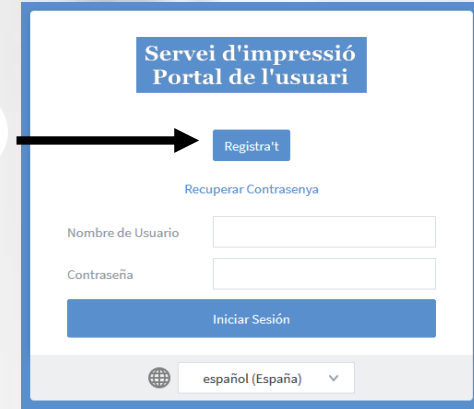 Servei d'impressió
Portal de l'usuari
Registra't
Recuperar Contrasenya
Nombre de Usuario
Contraseña
Iniciar Sesión
español (España)